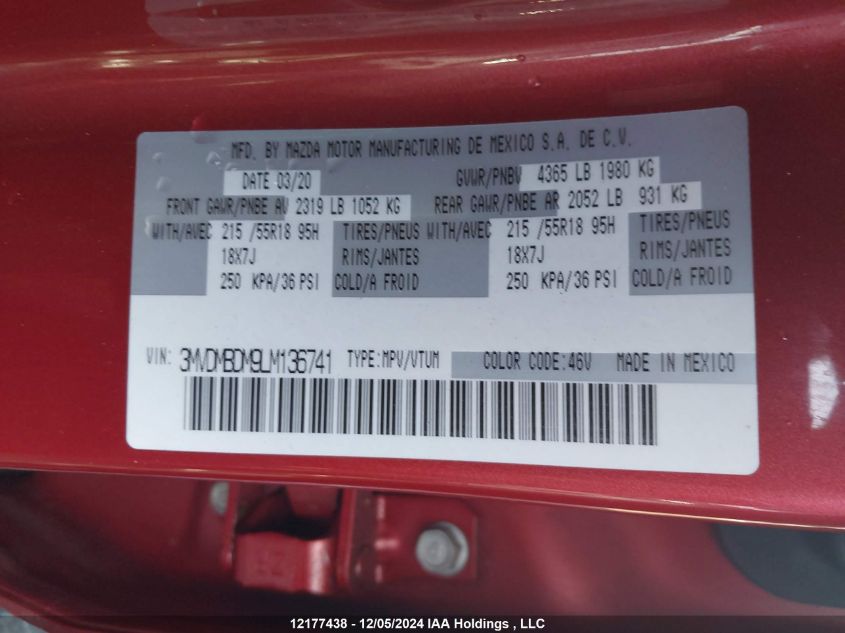 MFD. BY MAZDA MOTOR MANUFACTURING DE MEXICO S.A. DE C.V.
DATE 03/20 GVWR/PNBV 4365 LB 1980 KG
FRONT GAWR/PNBE AV 2319 LB 1052 KG REAR GAWR/PNBE AR 2052 LB 931 KG
WITH/AVEC 215 /55R18 95H TIRES/PNEUS WITH/AVEC 215 /55R18 95H TIRES/PNEUS
18X7J RIMS/JANTES 18X7J RIMS/JANTES
250 KPA/36 PSI COLD/A FROID 250 KPA/36 PSI COLD/A FROID
VIN: 3MVDMBDM9LM136741 TYPE:MPV/VTUM COLOR CODE:46V MADE IN MEXICO
12177438 - 12/05/2024 IAA Holdings , LLC